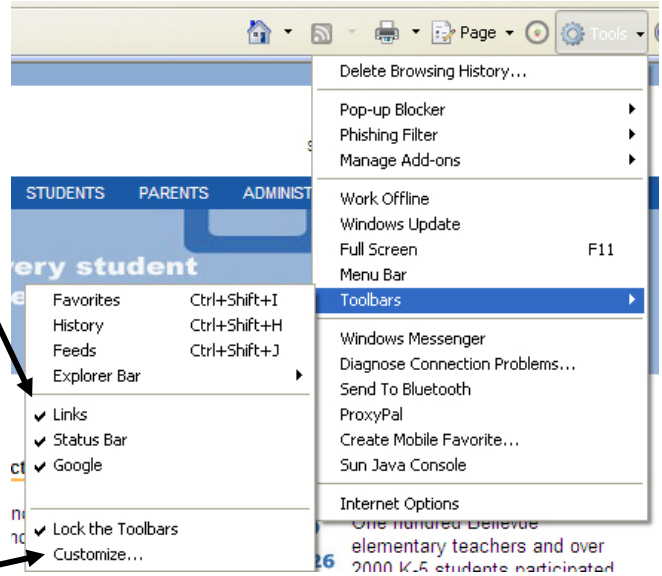 Page
Tools
Delete Browsing History...
Pop-up Blocker
Phishing Filter
Manage Add-ons
STUDENTS PARENTS ADMINIST
Work Offline
Windows Update
Full Screen F11
Menu Bar
Toolbars
Windows Messenger
Diagnose Connection Problems...
Send To Bluetooth
ProxyPal
Create Mobile Favorite...
Sun Java Console
Internet Options
ery student
Favorites Ctrl+Shift+I
History Ctrl+Shift+H
Feeds Ctrl+Shift+J
Explorer Bar
Links
Status Bar
Google
Lock the Toolbars
Customize...
One hundred Bellevue
elementary teachers and over
26
2000 K-5 students participated